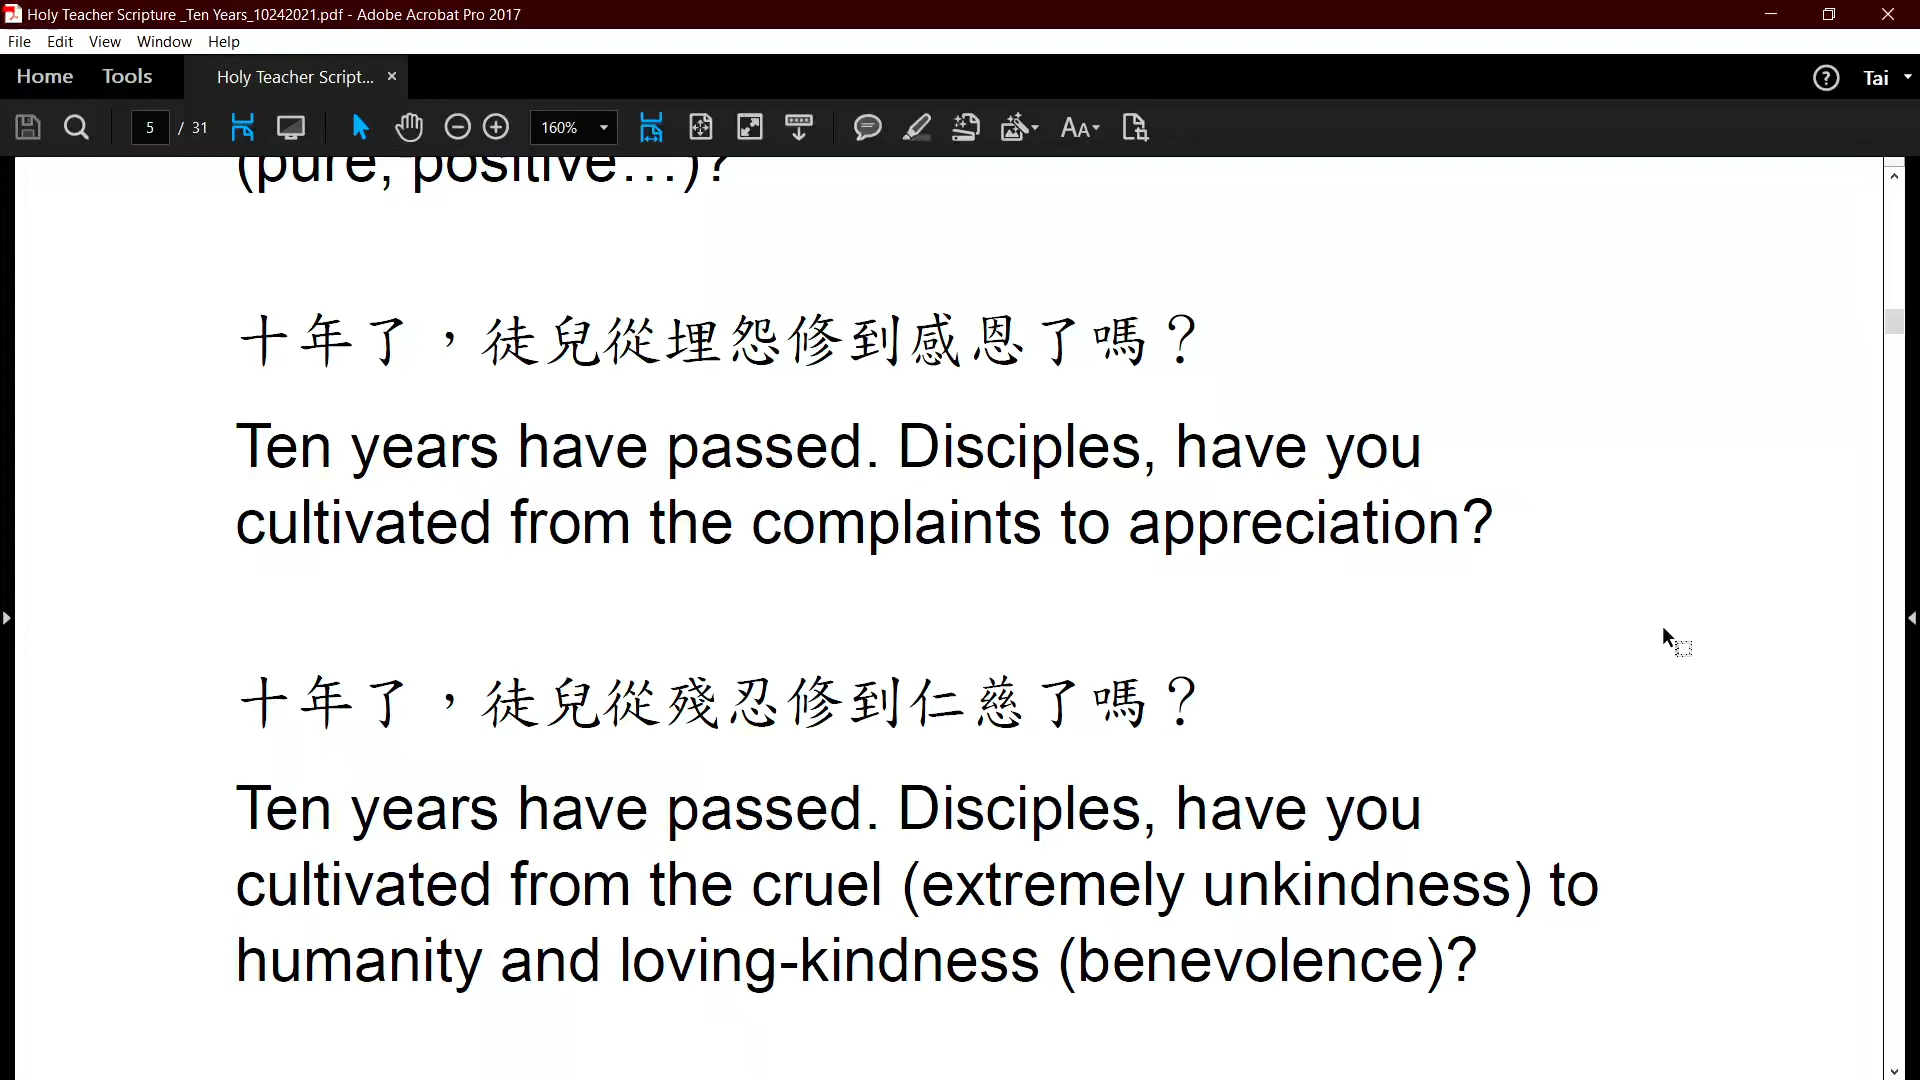 Holy Teacher Scripture _Ten Years_10242021.pdf - Adobe Acrobat Pro 2017
File Edit View Window Help
Home Tools Holy Teacher Script... × ? Tai
5 / 31 160% AA
(pure, positive…)?
十年了，徒兒從埋怨修到感恩了嗎？
Ten years have passed. Disciples, have you
cultivated from the complaints to appreciation?
十年了，徒兒從殘忍修到仁慈了嗎？
Ten years have passed. Disciples, have you
cultivated from the cruel (extremely unkindness) to
humanity and loving-kindness (benevolence)?